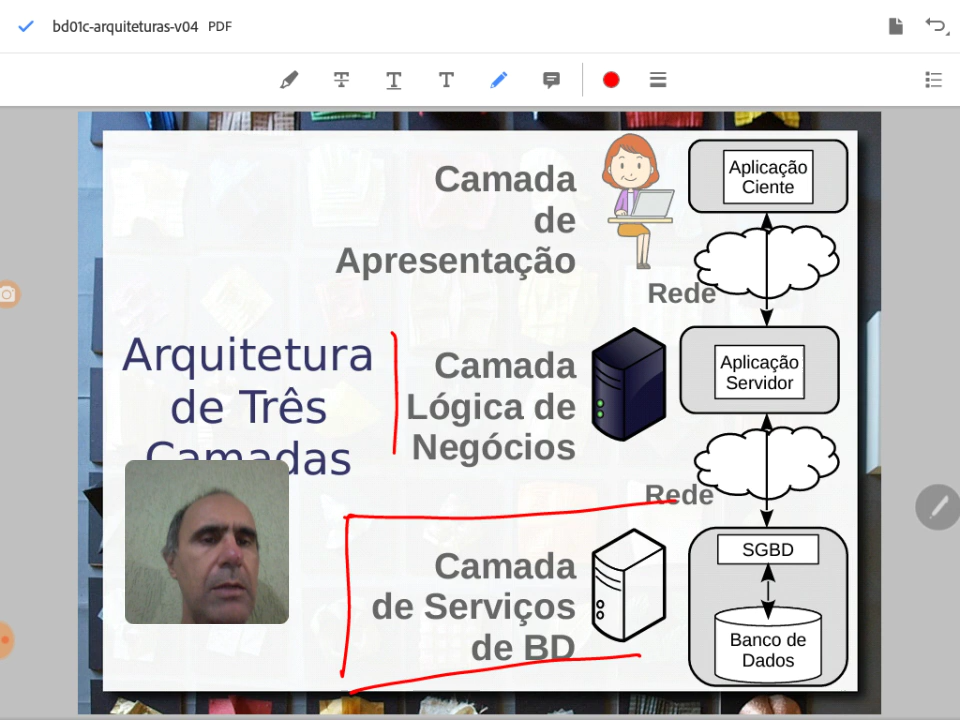 bd01c-arquiteturas-v04 PDF
T T T
Camada
de
Apresentação
Aplicação
Ciente
Rede
Arquitetura
de Três
Camadas
Camada
Lógica de
Negócios
Aplicação
Servidor
Rede
Camada
de Serviços
de BD
SGBD
Banco de
Dados